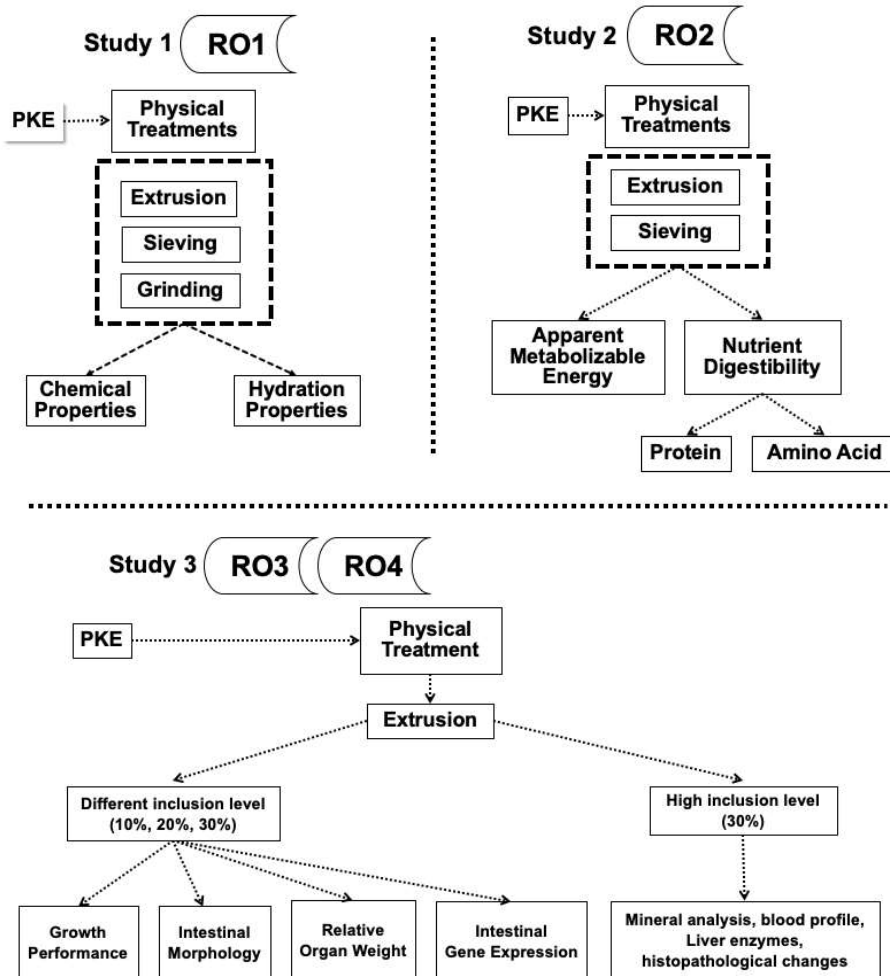 Study 1 RO1
PKE
Physical
Treatments
Extrusion
Sieving
Grinding
Chemical
Properties
Hydration
Properties
Study 2 RO2
PKE
Physical
Treatments
Extrusion
Sieving
Apparent
Metabolizable
Energy
Nutrient
Digestibility
Protein
Amino Acid
Study 3 RO3 RO4
PKE
Physical
Treatment
Extrusion
Different inclusion level
(10%, 20%, 30%)
High inclusion level
(30%)
Growth
Performance
Intestinal
Morphology
Relative
Organ Weight
Intestinal
Gene Expression
Mineral analysis, blood profile,
Liver enzymes,
histopathological changes